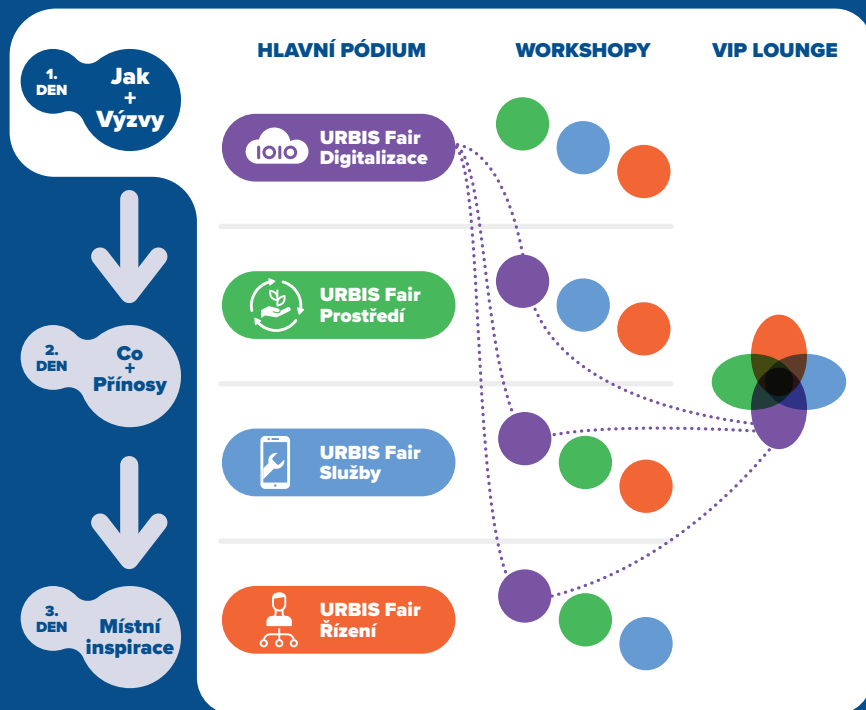 HLAVNÍ PÓDIUM
WORKSHOPY
VIP LOUNGE
1.
DEN
Jak
+
Výzvy
1010
URBIS Fair
Digitalizace
URBIS Fair
Prostředí
2.
DEN
Co
+
Přínosy
URBIS Fair
Služby
3.
DEN
Místní
inspirace
URBIS Fair
Řízení